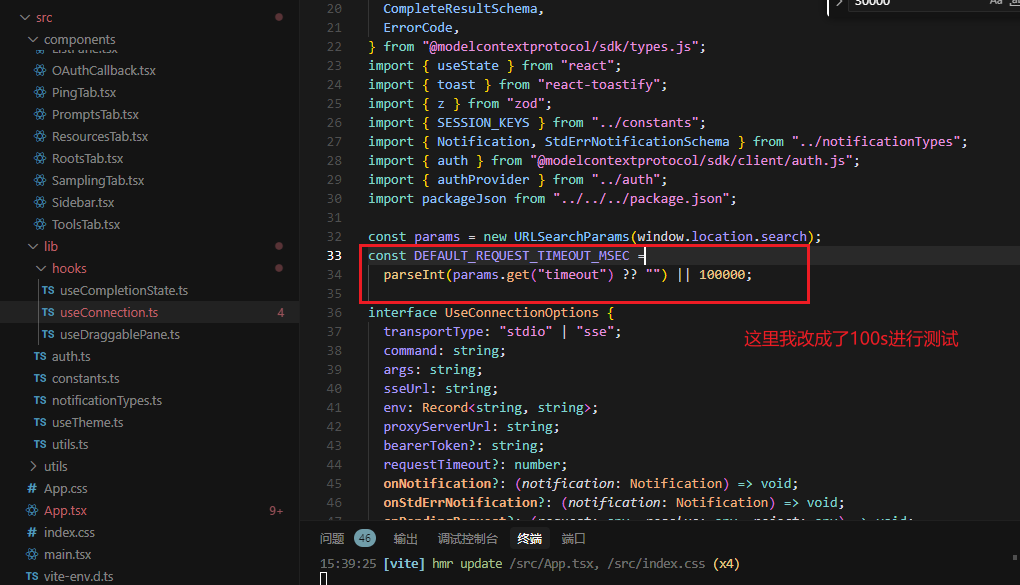 src
components
ListPane.tsx
OAuthCallback.tsx
PingTab.tsx
PromptsTab.tsx
ResourcesTab.tsx
RootsTab.tsx
SamplingTab.tsx
Sidebar.tsx
ToolsTab.tsx
lib
hooks
TS useCompletionState.ts
TS useConnection.ts 4
TS useDraggablePane.ts
TS auth.ts
TS constants.ts
TS notificationTypes.ts
TS useTheme.ts
TS utils.ts
utils
# App.css
App.tsx 9+
# index.css
main.tsx
TS vite-env.d.ts
30000 Aa
20 CompleteResultSchema,
21 ErrorCode,
22 } from "@modelcontextprotocol/sdk/types.js";
23 import { useState } from "react";
24 import { toast } from "react-toastify";
25 import { z } from "zod";
26 import { SESSION_KEYS } from "../constants";
27 import { Notification, StdErrNotificationSchema } from "../notificationTypes";
28 import { auth } from "@modelcontextprotocol/sdk/client/auth.js";
29 import { authProvider } from "../auth";
30 import packageJson from "../../../package.json";
31
32 const params = new URLSearchParams(window.location.search);
33 const DEFAULT_REQUEST_TIMEOUT_MSEC =
34 parseInt(params.get("timeout") ?? "") || 100000;
35
36 interface UseConnectionOptions {
37 transportType: "stdio" | "sse";
这里我改成了100s进行测试
38 command: string;
39 args: string;
40 sseUrl: string;
41 env: Record<string, string>;
42 proxyServerUrl: string;
43 bearerToken?: string;
44 requestTimeout?: number;
45 onNotification?: (notification: Notification) => void;
46 onStdErrNotification?: (notification: Notification) => void;
问题 46 输出 调试控制台 终端 端口
15:39:25 [vite] hmr update /src/App.tsx, /src/index.css (x4)